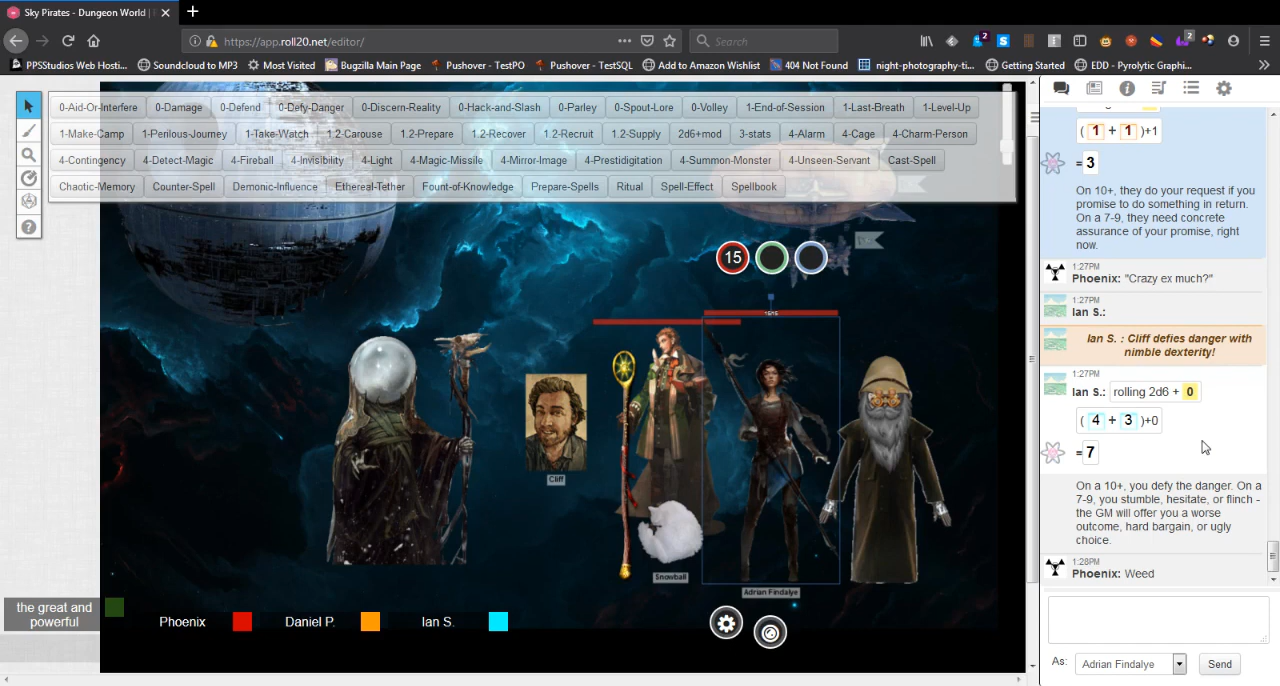 Sky Pirates - Dungeon World |
https://app.roll20.net/editor/
Search
2
2
PPSStudios Web Hosti...
Soundcloud to MP3
Most Visited
Bugzilla Main Page
Pushover - TestPO
Pushover - TestSQL
Add to Amazon Wishlist
404 Not Found
night-photography-ti...
Getting Started
EDD - Pyrolytic Graphi...
0-Aid-Or-Interfere 0-Damage 0-Defend 0-Defy-Danger 0-Discern-Reality 0-Hack-and-Slash 0-Parley 0-Spout-Lore 0-Volley 1-End-of-Session 1-Last-Breath 1-Level-Up
1-Make-Camp 1-Perilous-Journey 1-Take-Watch 1.2-Carouse 1.2-Prepare 1.2-Recover 1.2-Recruit 1.2-Supply 2d6+mod 3-stats 4-Alarm 4-Cage 4-Charm-Person
4-Contingency 4-Detect-Magic 4-Fireball 4-Invisibility 4-Light 4-Magic-Missile 4-Mirror-Image 4-Prestidigitation 4-Summon-Monster 4-Unseen-Servant Cast-Spell
Chaotic-Memory Counter-Spell Demonic-Influence Ethereal-Tether Fount-of-Knowledge Prepare-Spells Ritual Spell-Effect Spellbook
15
Cliff
Snowball
Adrian Findalye
the great and
powerful
Phoenix
Daniel P.
Ian S.
( 1 + 1 )+1
= 3
On 10+, they do your request if you
promise to do something in return.
On a 7-9, they need concrete
assurance of your promise, right
now.
1:27PM
Phoenix: "Crazy ex much?"
1:27PM
Ian S.:
Ian S. : Cliff defies danger with
nimble dexterity!
1:27PM
Ian S.: rolling 2d6 + 0
( 4 + 3 )+0
= 7
On a 10+, you defy the danger. On a
7-9, you stumble, hesitate, or flinch -
the GM will offer you a worse
outcome, hard bargain, or ugly
choice.
1:28PM
Phoenix: Weed
As: Adrian Findalye
Send